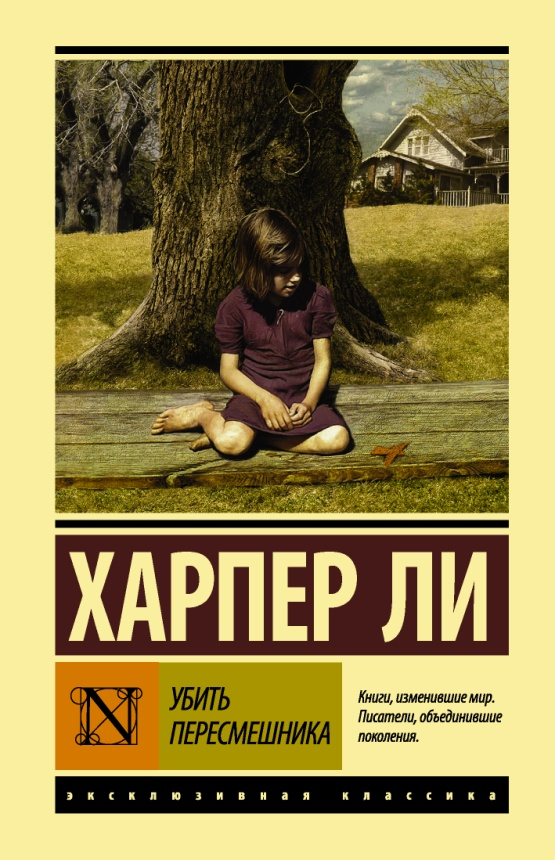 ХАРПЕР ЛИ
N
УБИТЬ
ПЕРЕСМЕШНИКА
Книги, изменившие мир.
Писатели, объединившие
поколения.
эксклюзивная классика